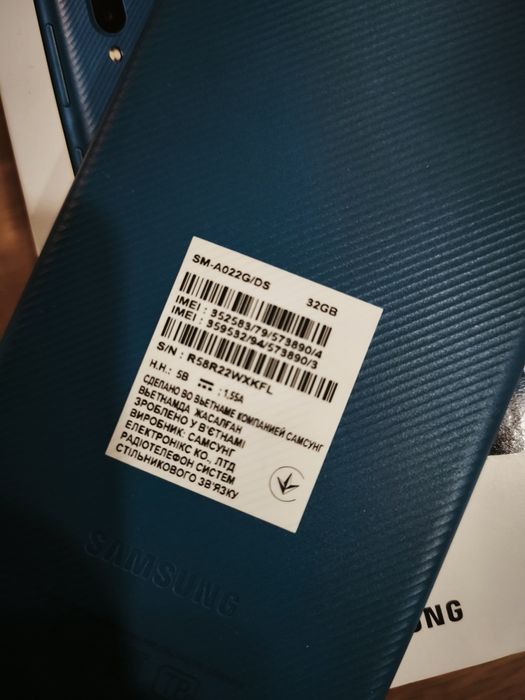 SM-A022G/DS 32GB
IMEI : 352583/79/573890/4
IMEI : 359532/94/573890/3
S/N : R58R22WXKFL
Н.Н.: 5В ⎓ : 1,55А
СДЕЛАНО ВО ВЬЕТНАМЕ КОМПАНИЕЙ САМСУНГ
ВЬЕТНАМДА ЖАСАЛҒАН
ЗРОБЛЕНО У В'ЄТНАМІ
ВИРОБНИК: САМСУНГ
ЕЛЕКТРОНІКС КО., ЛТД
РАДІОТЕЛЕФОН СИСТЕМ
СТІЛЬНИКОВОГО ЗВ'ЯЗКУ
SAMSUNG
UNG